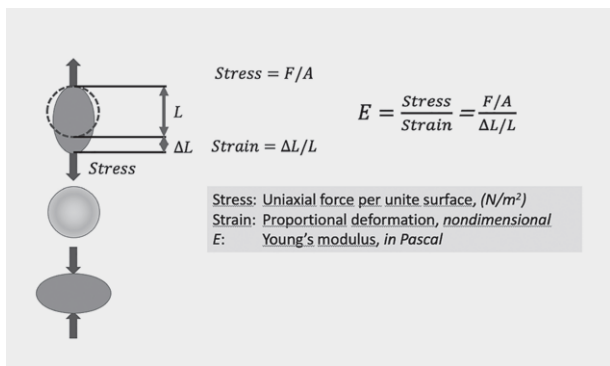 Stress = F/A
L
ΔL
Strain = ΔL/L
Stress
E = Stress/Strain = F/A / ΔL/L
Stress: Uniaxial force per unite surface, (N/m²)
Strain: Proportional deformation, nondimensional
E: Young's modulus, in Pascal